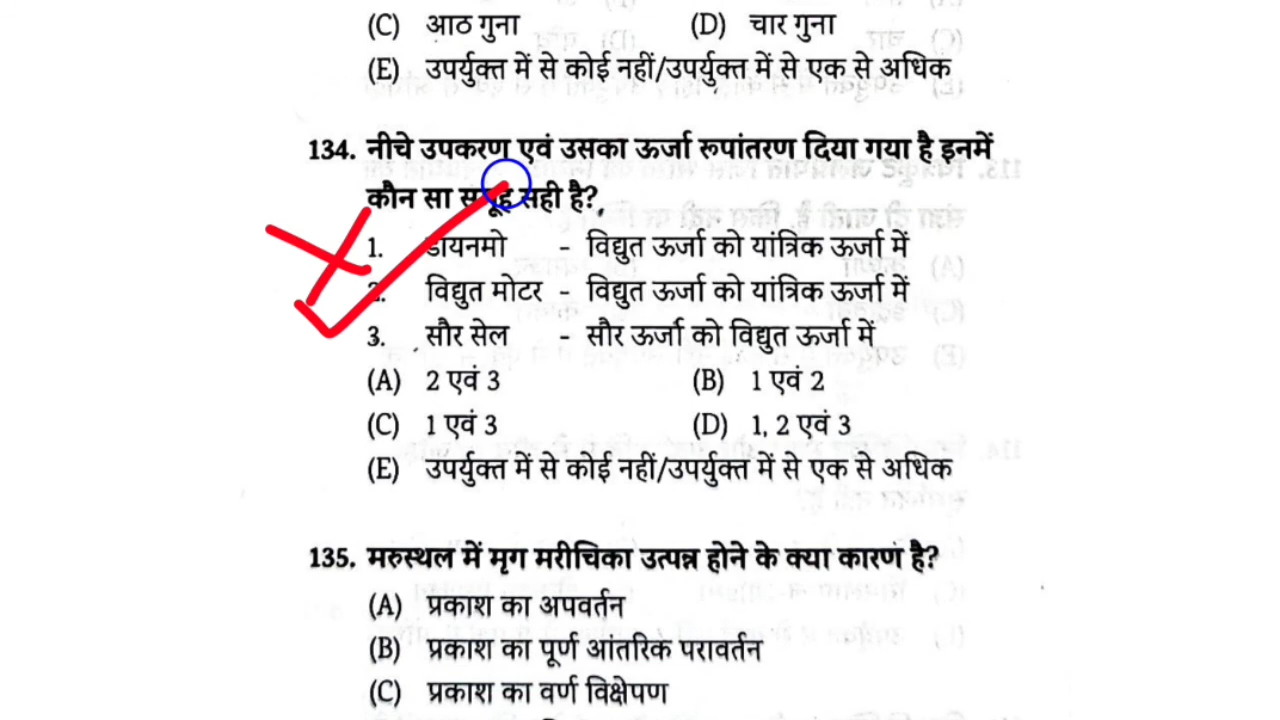 (C) आठ गुना (D) चार गुना
(E) उपर्युक्त में से कोई नहीं/उपर्युक्त में से एक से अधिक
134. नीचे उपकरण एवं उसका ऊर्जा रूपांतरण दिया गया है इनमें
कौन सा समूह सही है?
1. डायनमो - विद्युत ऊर्जा को यांत्रिक ऊर्जा में
2. विद्युत मोटर - विद्युत ऊर्जा को यांत्रिक ऊर्जा में
3. सौर सेल - सौर ऊर्जा को विद्युत ऊर्जा में
(A) 2 एवं 3 (B) 1 एवं 2
(C) 1 एवं 3 (D) 1, 2 एवं 3
(E) उपर्युक्त में से कोई नहीं/उपर्युक्त में से एक से अधिक
135. मरुस्थल में मृग मरीचिका उत्पन्न होने के क्या कारण है?
(A) प्रकाश का अपवर्तन
(B) प्रकाश का पूर्ण आंतरिक परावर्तन
(C) प्रकाश का वर्ण विक्षेपण